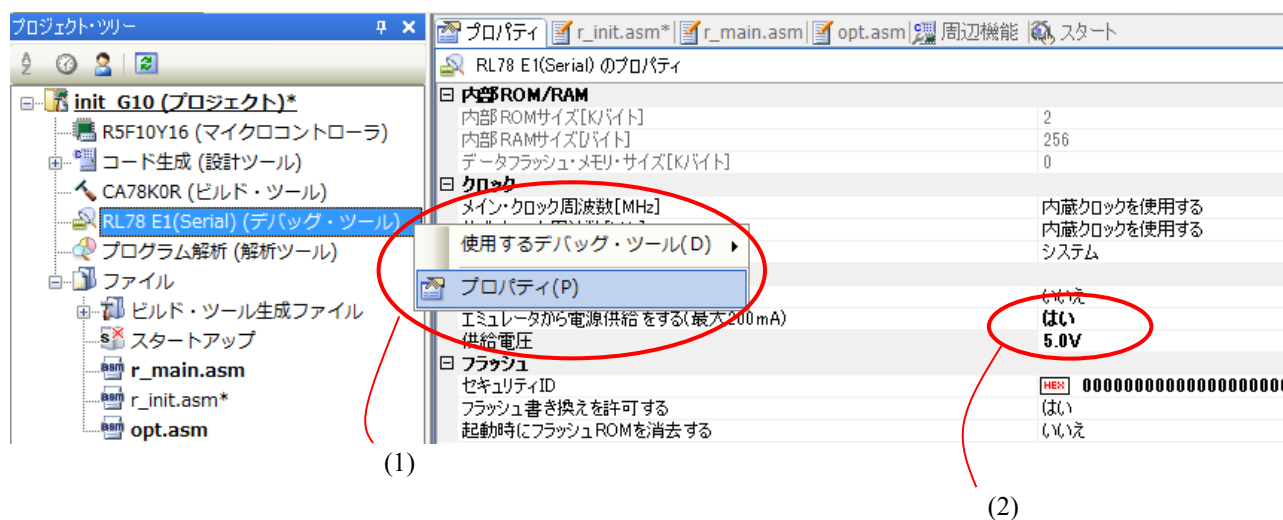 プロジェクト・ツリー
プロパティ r_init.asm* r_main.asm opt.asm 周辺機能 スタート
RL78 E1(Serial) のプロパティ
init_G10 (プロジェクト)*
R5F10Y16 (マイクロコントローラ)
コード生成 (設計ツール)
CA78K0R (ビルド・ツール)
RL78 E1(Serial) (デバッグ・ツール)
プログラム解析 (解析ツール)
ファイル
ビルド・ツール生成ファイル
スタートアップ
r_main.asm
r_init.asm*
opt.asm
使用するデバッグ・ツール(D)
プロパティ(P)
内部ROM/RAM
内部ROMサイズ[Kバイト] 2
内部RAMサイズ[バイト] 256
データフラッシュ・メモリ・サイズ[Kバイト] 0
クロック
メイン・クロック周波数[MHz] 内蔵クロックを使用する
内蔵クロックを使用する
システム
いいえ
エミュレータから電源供給をする(最大200mA) はい
供給電圧 5.0V
フラッシュ
セキュリティID HEX 00000000000000000000
フラッシュ書き換えを許可する はい
起動時にフラッシュROMを消去する いいえ
(1)
(2)